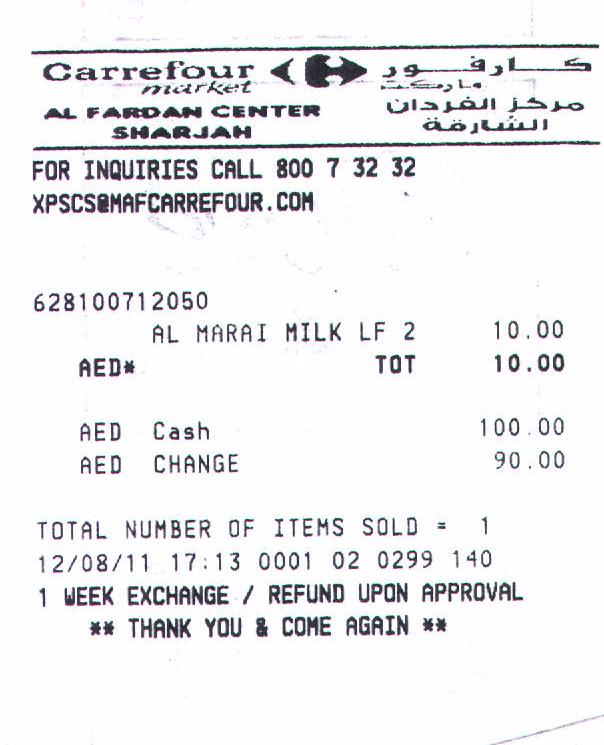 Carrefour
market
AL FARDAN CENTER
SHARJAH
كارفور
ماركت
مركز الفردان
الشارقة
FOR INQUIRIES CALL 800 7 32 32
XPSCS@MAFCARREFOUR.COM
628100712050
AL MARAI MILK LF 2 10.00
AED* TOT 10.00
AED Cash 100.00
AED CHANGE 90.00
TOTAL NUMBER OF ITEMS SOLD = 1
12/08/11 17:13 0001 02 0299 140
1 WEEK EXCHANGE / REFUND UPON APPROVAL
** THANK YOU & COME AGAIN **